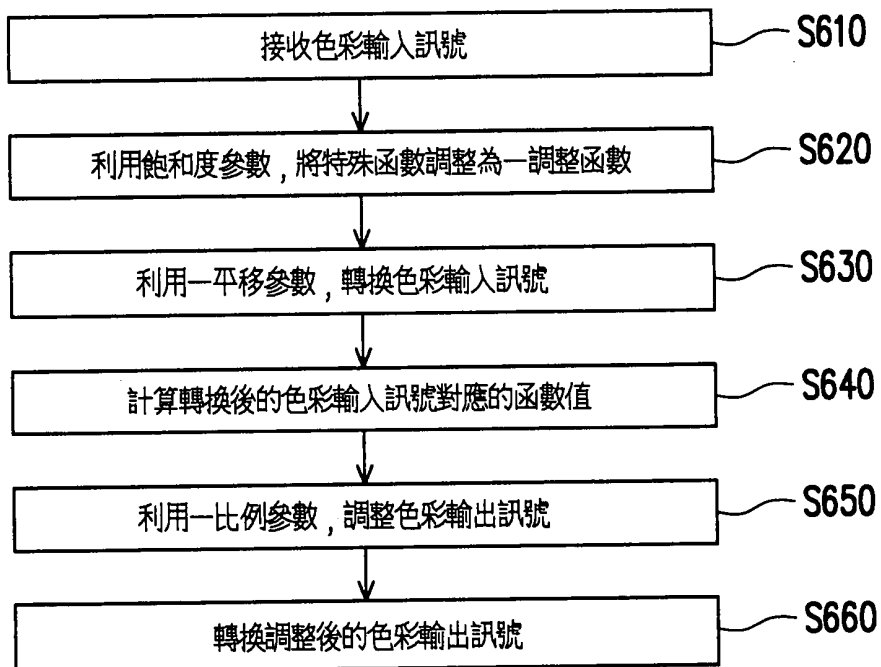 接收色彩輸入訊號
S610
利用飽和度參數,將特殊函數調整為一調整函數
S620
利用一平移參數,轉換色彩輸入訊號
S630
計算轉換後的色彩輸入訊號對應的函數值
S640
利用一比例參數,調整色彩輸出訊號
S650
轉換調整後的色彩輸出訊號
S660